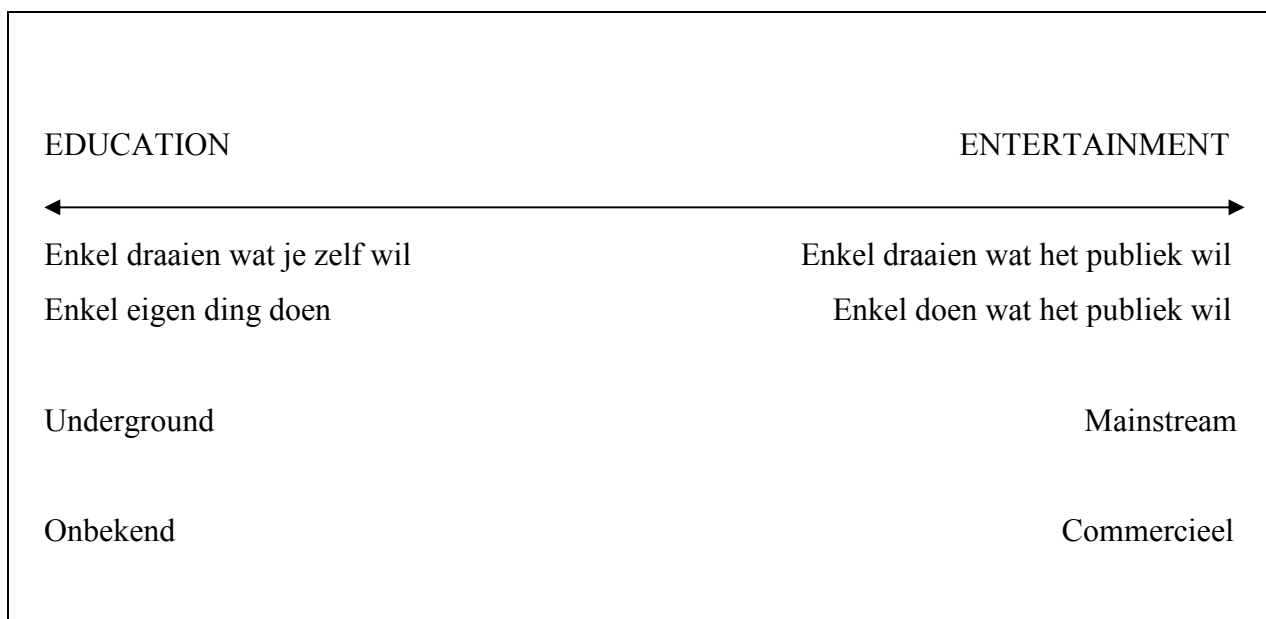 EDUCATION ENTERTAINMENT
Enkel draaien wat je zelf wil Enkel draaien wat het publiek wil
Enkel eigen ding doen Enkel doen wat het publiek wil
Underground Mainstream
Onbekend Commercieel